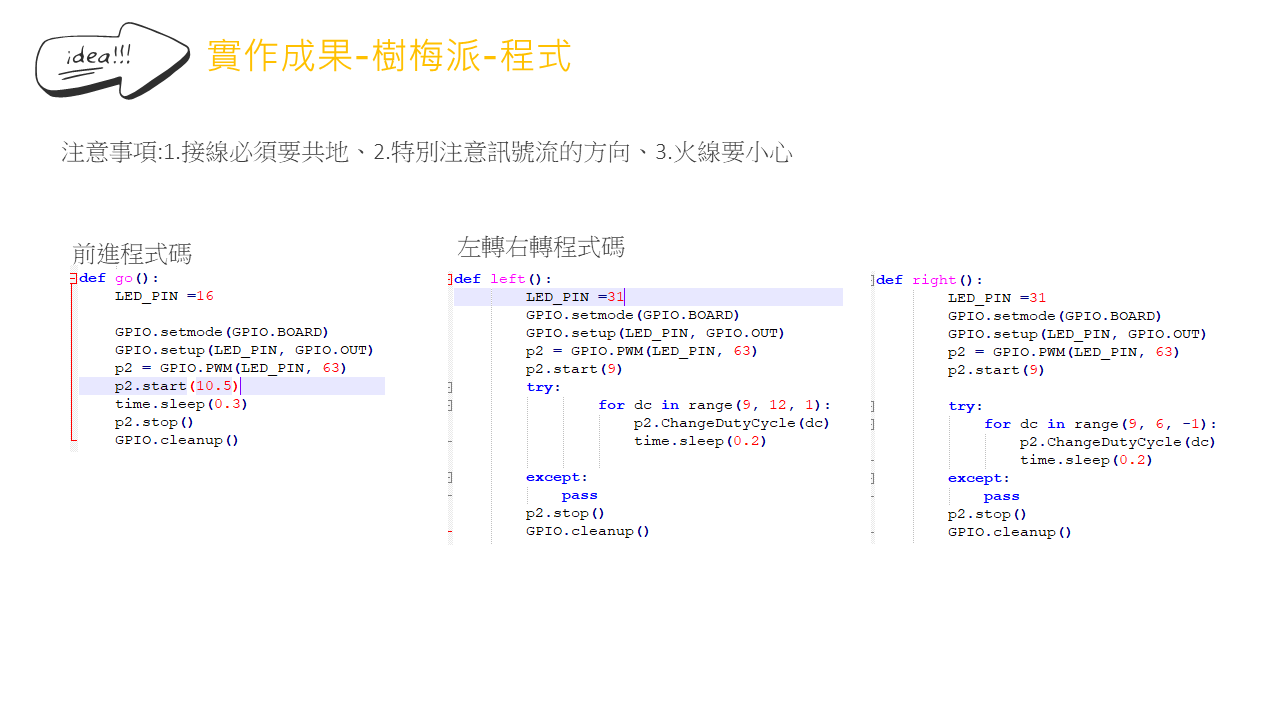 idea!!!
實作成果-樹梅派-程式
注意事項:1.接線必須要共地、2.特別注意訊號流的方向、3.火線要小心
前進程式碼
def go():
LED_PIN =16
GPIO.setmode(GPIO.BOARD)
GPIO.setup(LED_PIN, GPIO.OUT)
p2 = GPIO.PWM(LED_PIN, 63)
p2.start(10.5)
time.sleep(0.3)
p2.stop()
GPIO.cleanup()
左轉右轉程式碼
def left():
LED_PIN =31
GPIO.setmode(GPIO.BOARD)
GPIO.setup(LED_PIN, GPIO.OUT)
p2 = GPIO.PWM(LED_PIN, 63)
p2.start(9)
try:
for dc in range(9, 12, 1):
p2.ChangeDutyCycle(dc)
time.sleep(0.2)
except:
pass
p2.stop()
GPIO.cleanup()
def right():
LED_PIN =31
GPIO.setmode(GPIO.BOARD)
GPIO.setup(LED_PIN, GPIO.OUT)
p2 = GPIO.PWM(LED_PIN, 63)
p2.start(9)
try:
for dc in range(9, 6, -1):
p2.ChangeDutyCycle(dc)
time.sleep(0.2)
except:
pass
p2.stop()
GPIO.cleanup()